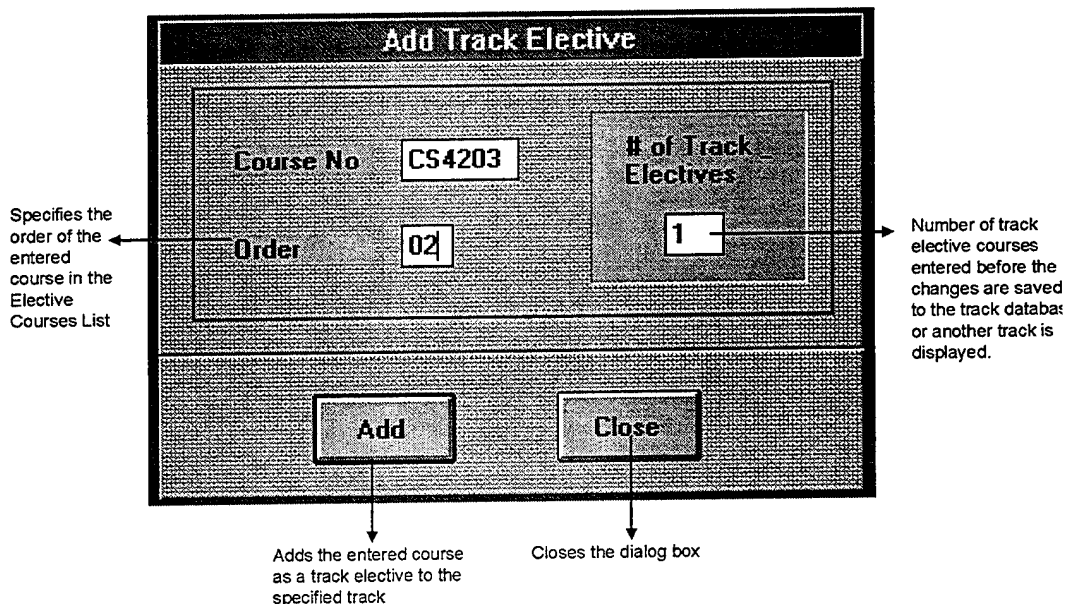 Add Track Elective
Course No
CS4203
# of Track _
Electives
Order
02
1
Specifies the
order of the
entered
course in the
Elective
Courses List
Number of track
elective courses
entered before the
changes are saved
to the track databas
or another track is
displayed.
Add
Close
Adds the entered course
as a track elective to the
specified track
Closes the dialog box